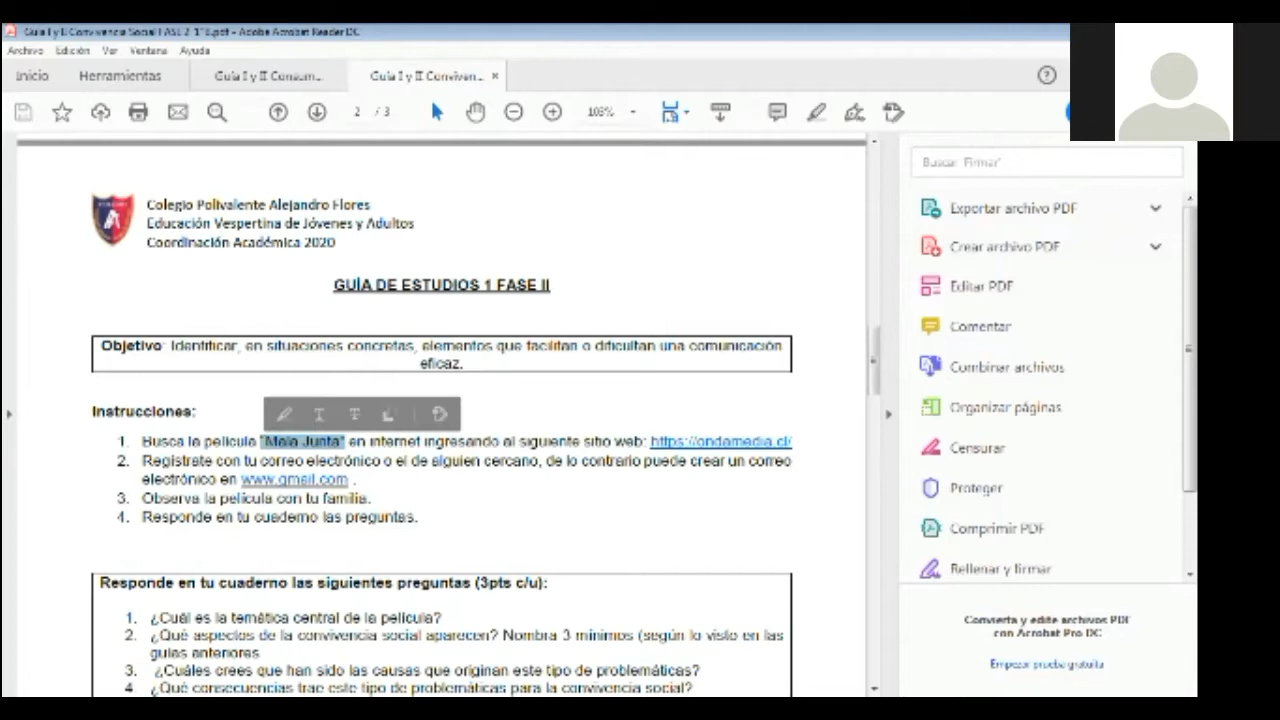 Guia I y II Convivencia Social FASE 2 1°B.pdf - Adobe Acrobat Reader DC
Archivo Edición Ver Ventana Ayuda
Inicio Herramientas Guia I y II Consum... Guia I y II Conviven... ×
2 / 3 103%
Buscar 'Firmar'
Colegio Polivalente Alejandro Flores
Educación Vespertina de Jóvenes y Adultos
Coordinación Académica 2020
GUÍA DE ESTUDIOS 1 FASE II
Objetivo: Identificar, en situaciones concretas, elementos que facilitan o dificultan una comunicación
eficaz.
Instrucciones:
1. Busca la película "Mala Junta" en internet ingresando al siguiente sitio web: https://ondamedia.cl/
2. Regístrate con tu correo electrónico o el de alguien cercano, de lo contrario puede crear un correo
electrónico en www.gmail.com .
3. Observa la película con tu familia.
4. Responde en tu cuaderno las preguntas.
Responde en tu cuaderno las siguientes preguntas (3pts c/u):
1. ¿Cuál es la temática central de la película?
2. ¿Qué aspectos de la convivencia social aparecen? Nombra 3 mínimos (según lo visto en las
guías anteriores
3. ¿Cuáles crees que han sido las causas que originan este tipo de problemáticas?
4. ¿Qué consecuencias trae este tipo de problemáticas para la convivencia social?
Exportar archivo PDF
Crear archivo PDF
Editar PDF
Comentar
Combinar archivos
Organizar páginas
Censurar
Proteger
Comprimir PDF
Rellenar y firmar
Convierta y edite archivos PDF
con Acrobat Pro DC
Empezar prueba gratuita